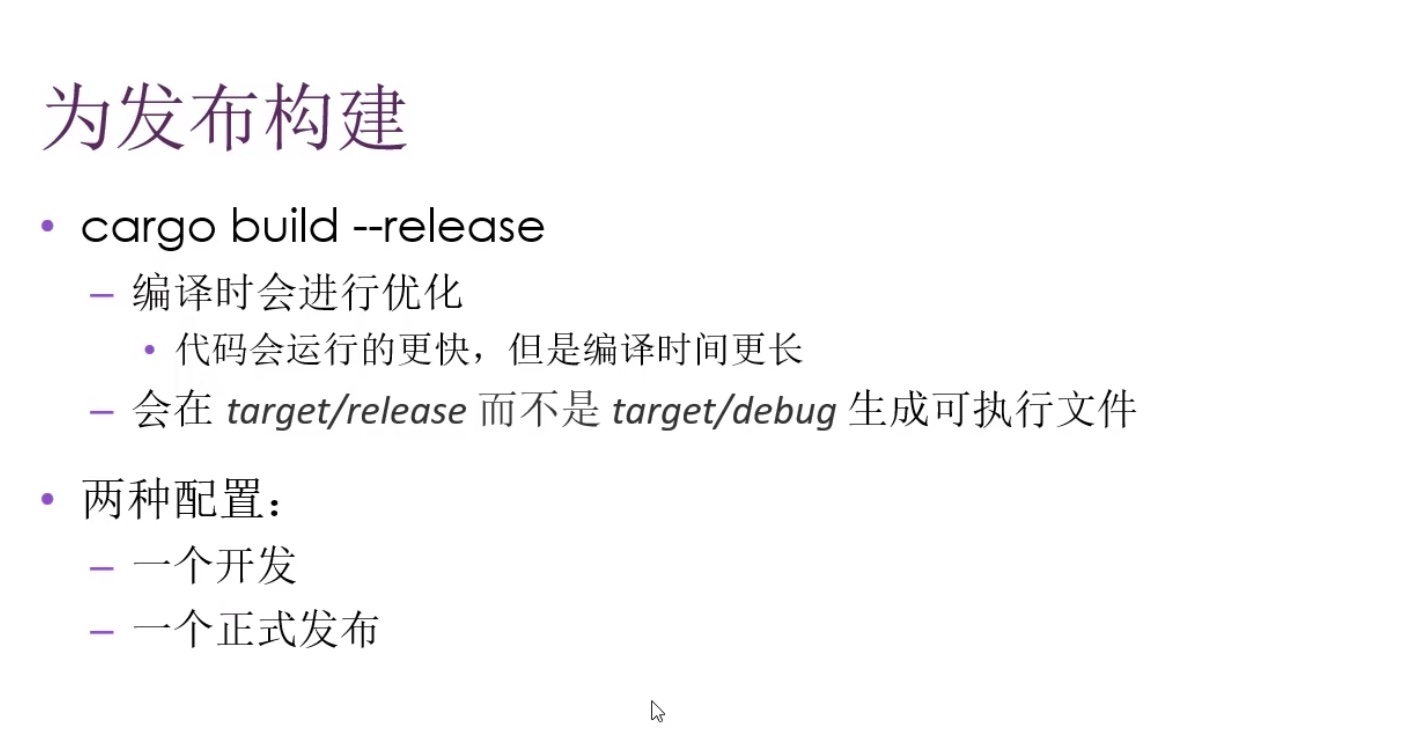 为发布构建
• cargo build --release
– 编译时会进行优化
• 代码会运行的更快，但是编译时间更长
– 会在 target/release 而不是 target/debug 生成可执行文件
• 两种配置：
– 一个开发
– 一个正式发布